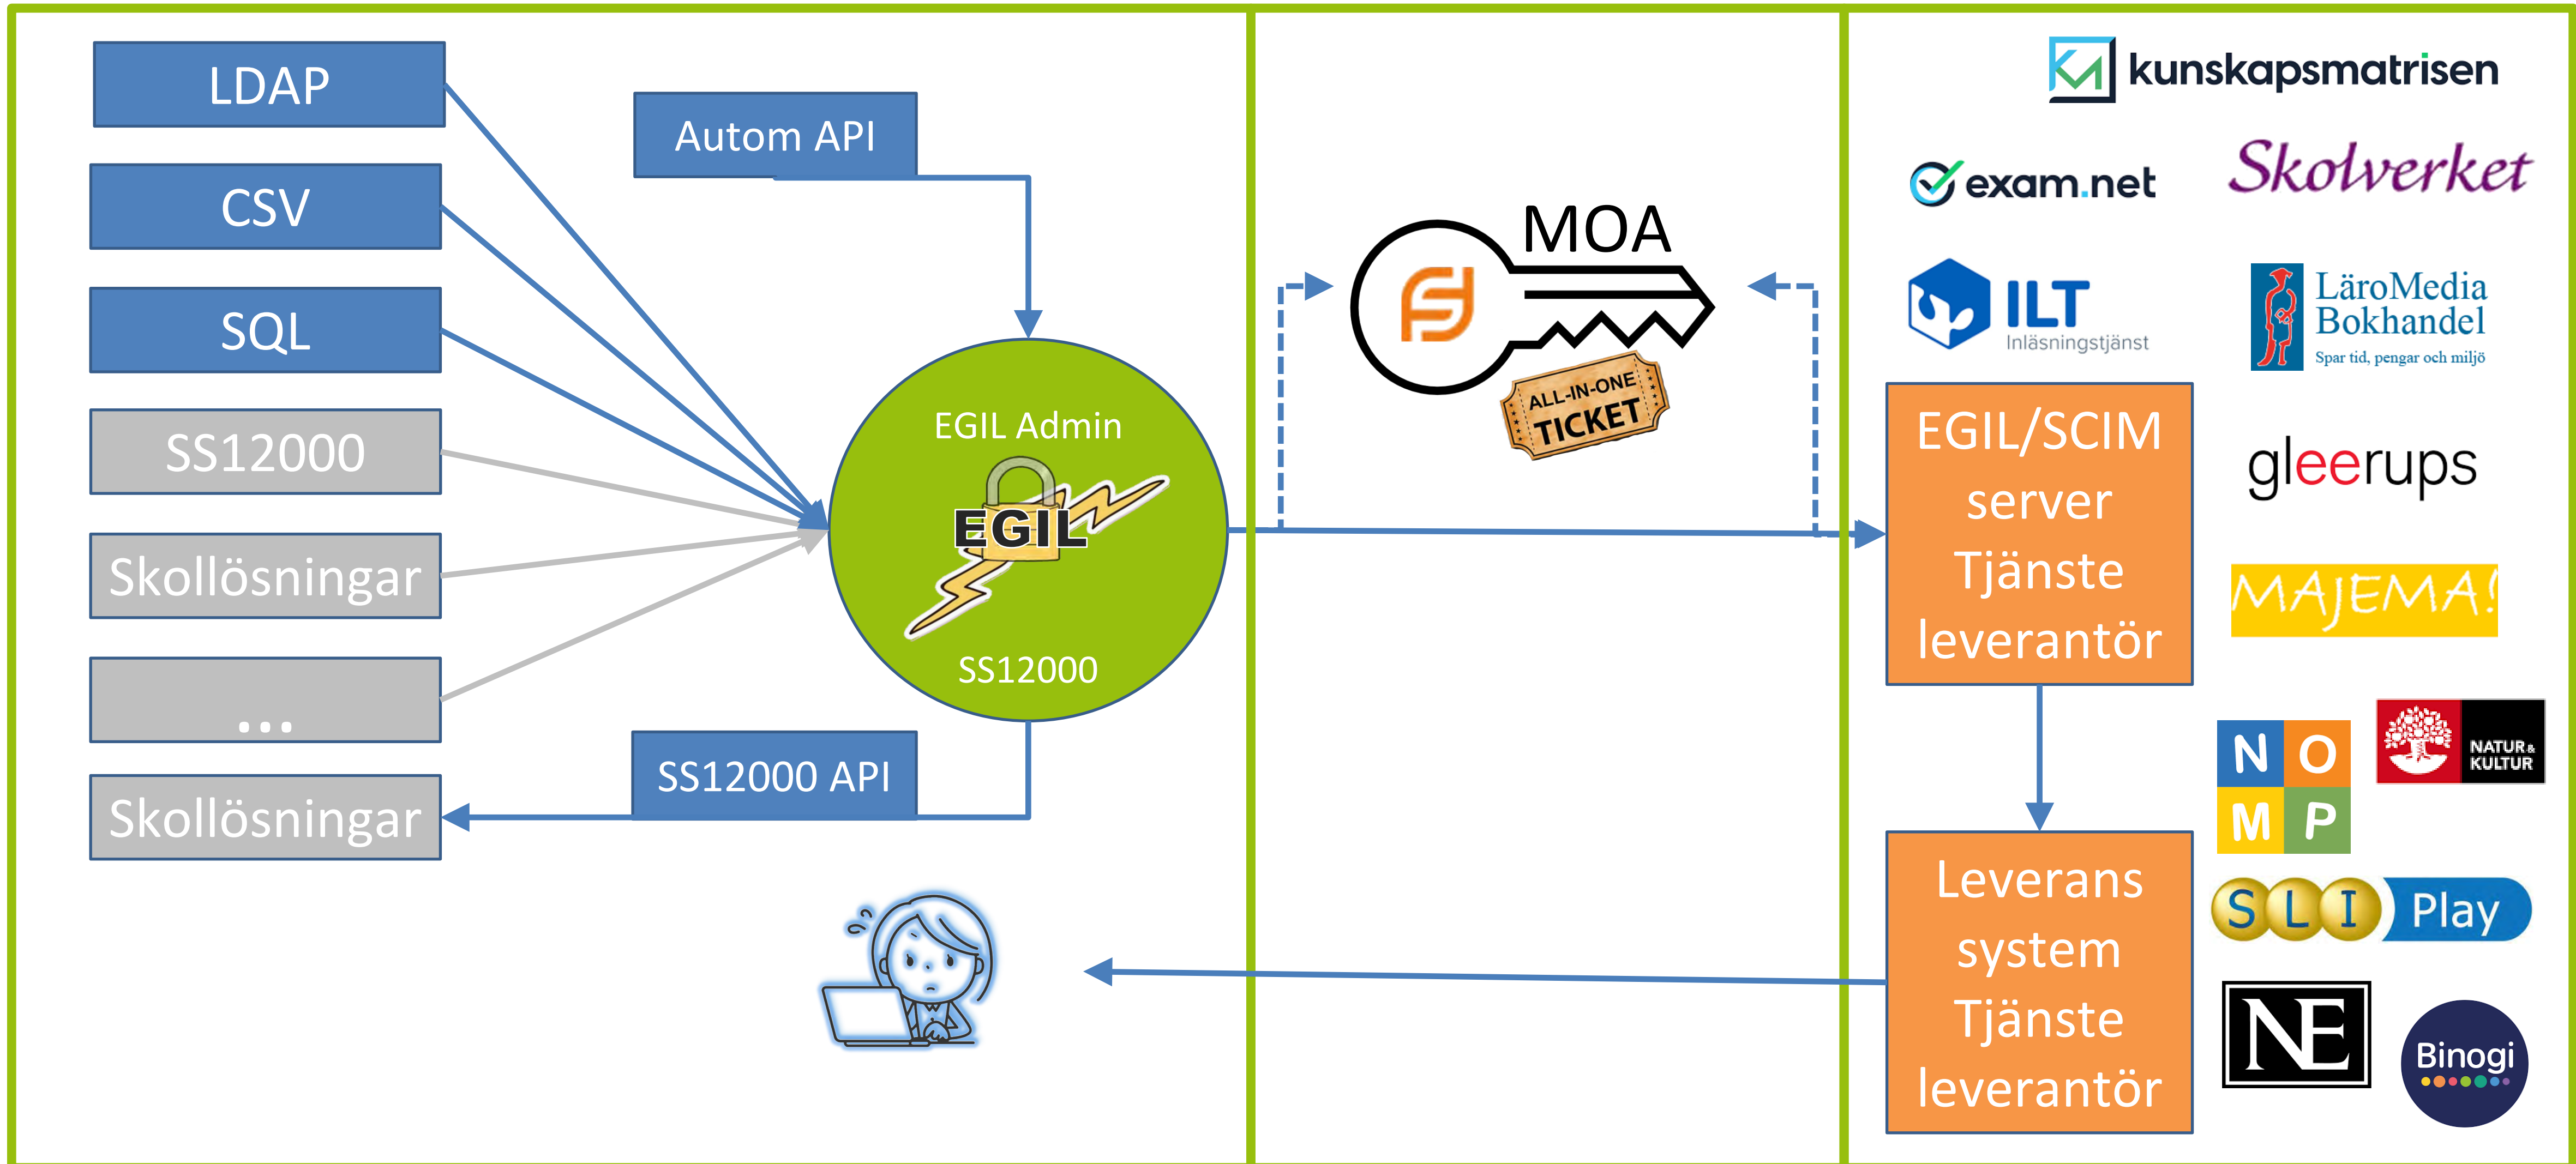 LDAP
CSV
SQL
SS12000
Skollösningar
...
Skollösningar
Autom API
EGIL Admin
EGIL
SS12000
SS12000 API
MOA
ALL-IN-ONE
TICKET
kunskapsmatrisen
exam.net
Skolverket
ILT
Inläsningstjänst
LäroMedia
Bokhandel
Spar tid, pengar och miljö
EGIL/SCIM
server
Tjänste
leverantör
gleerups
MAJEMA!
N O
M P
NATUR &
KULTUR
Leverans
system
Tjänste
leverantör
SLI Play
NE
Binogi